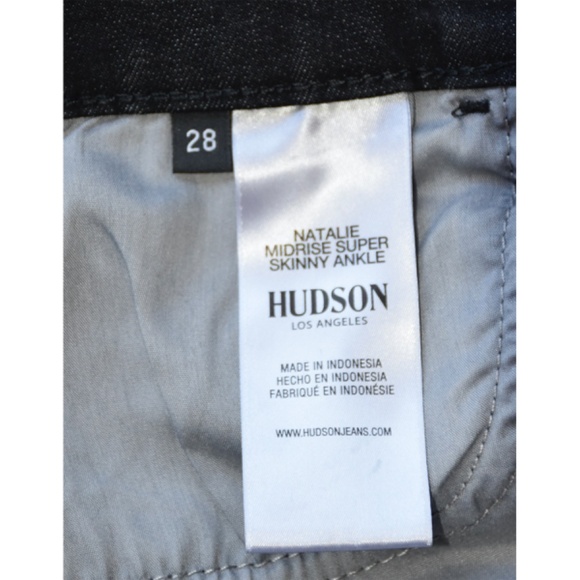 28
NATALIE
MIDRISE SUPER
SKINNY ANKLE
HUDSON
LOS ANGELES
MADE IN INDONESIA
HECHO EN INDONESIA
FABRIQUÉ EN INDONÉSIE
WWW.HUDSONJEANS.COM